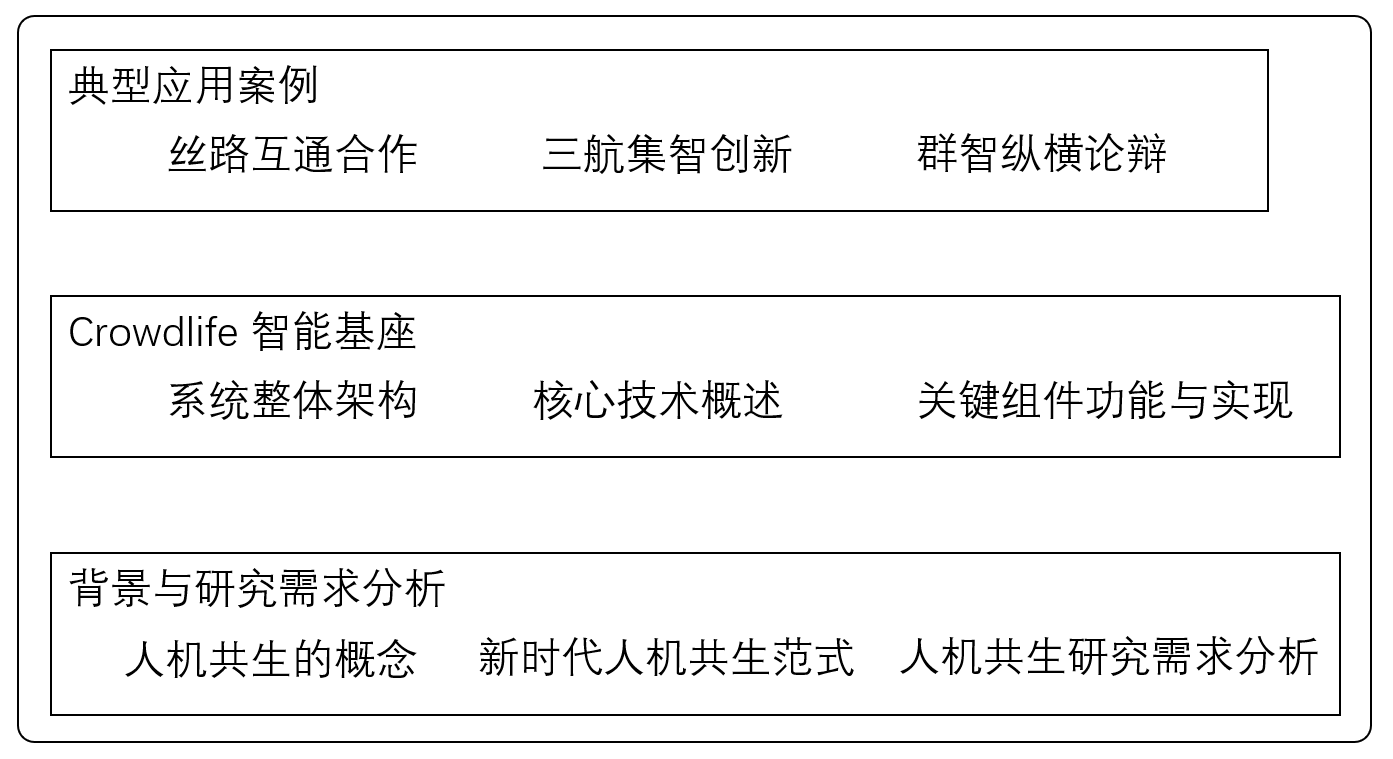 典型应用案例
丝路互通合作 三航集智创新 群智纵横论辩
Crowdlife 智能基座
系统整体架构 核心技术概述 关键组件功能与实现
背景与研究需求分析
人机共生的概念 新时代人机共生范式 人机共生研究需求分析